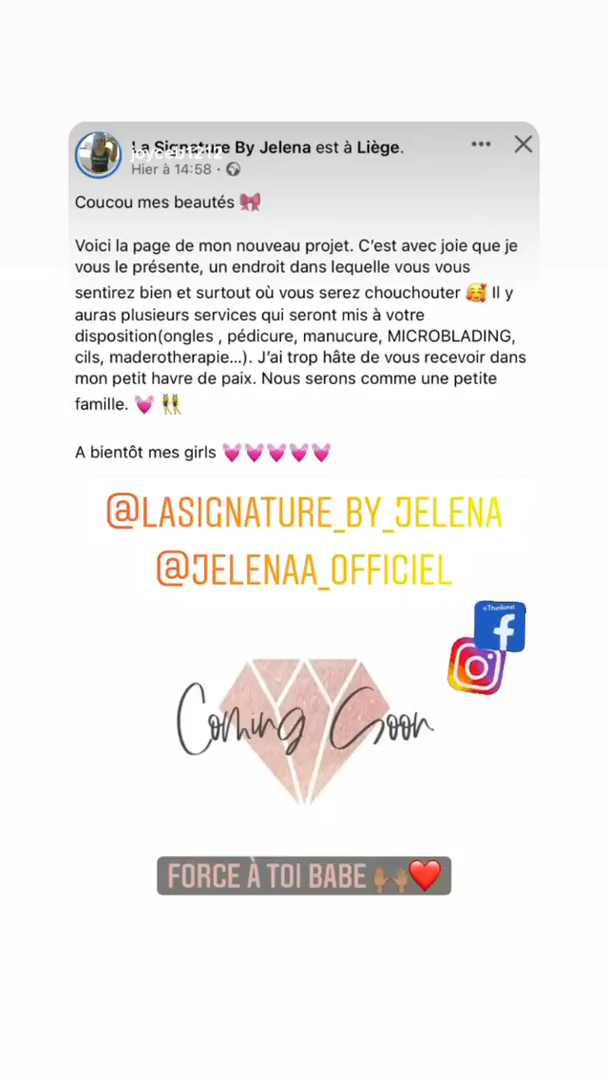 La Signature By Jelena est à Liège.
Hier à 14:58 ·
Coucou mes beautés 🎀
Voici la page de mon nouveau projet. C’est avec joie que je
vous le présente, un endroit dans lequelle vous vous
sentirez bien et surtout où vous serez chouchouter 🥰 Il y
auras plusieurs services qui seront mis à votre
disposition(ongles , pédicure, manucure, MICROBLADING,
cils, maderotherapie...). J’ai trop hâte de vous recevoir dans
mon petit havre de paix. Nous serons comme une petite
famille. 💓 👯‍♀️
A bientôt mes girls 💓💓💓💓💓
@LASIGNATURE_BY_JELENA
@JELENAA_OFFICIEL
Coming Soon
FORCE À TOI BABE 🙌🏾❤️